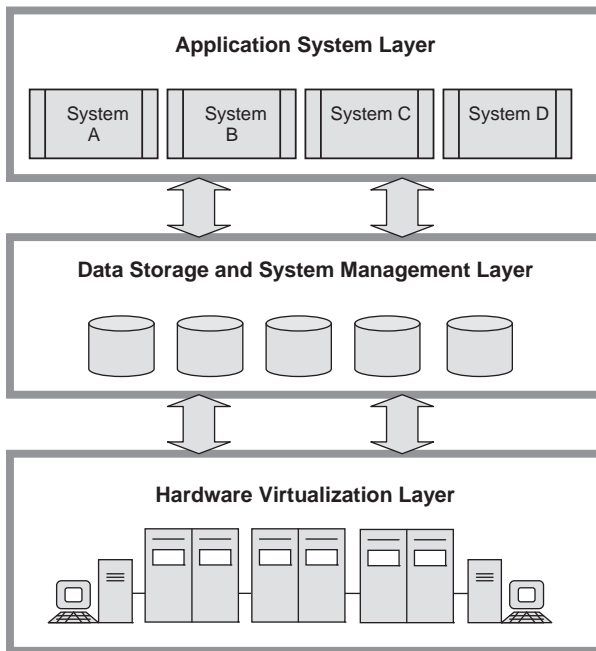 Application System Layer
System
A
System
B
System C
System D
Data Storage and System Management Layer
Hardware Virtualization Layer